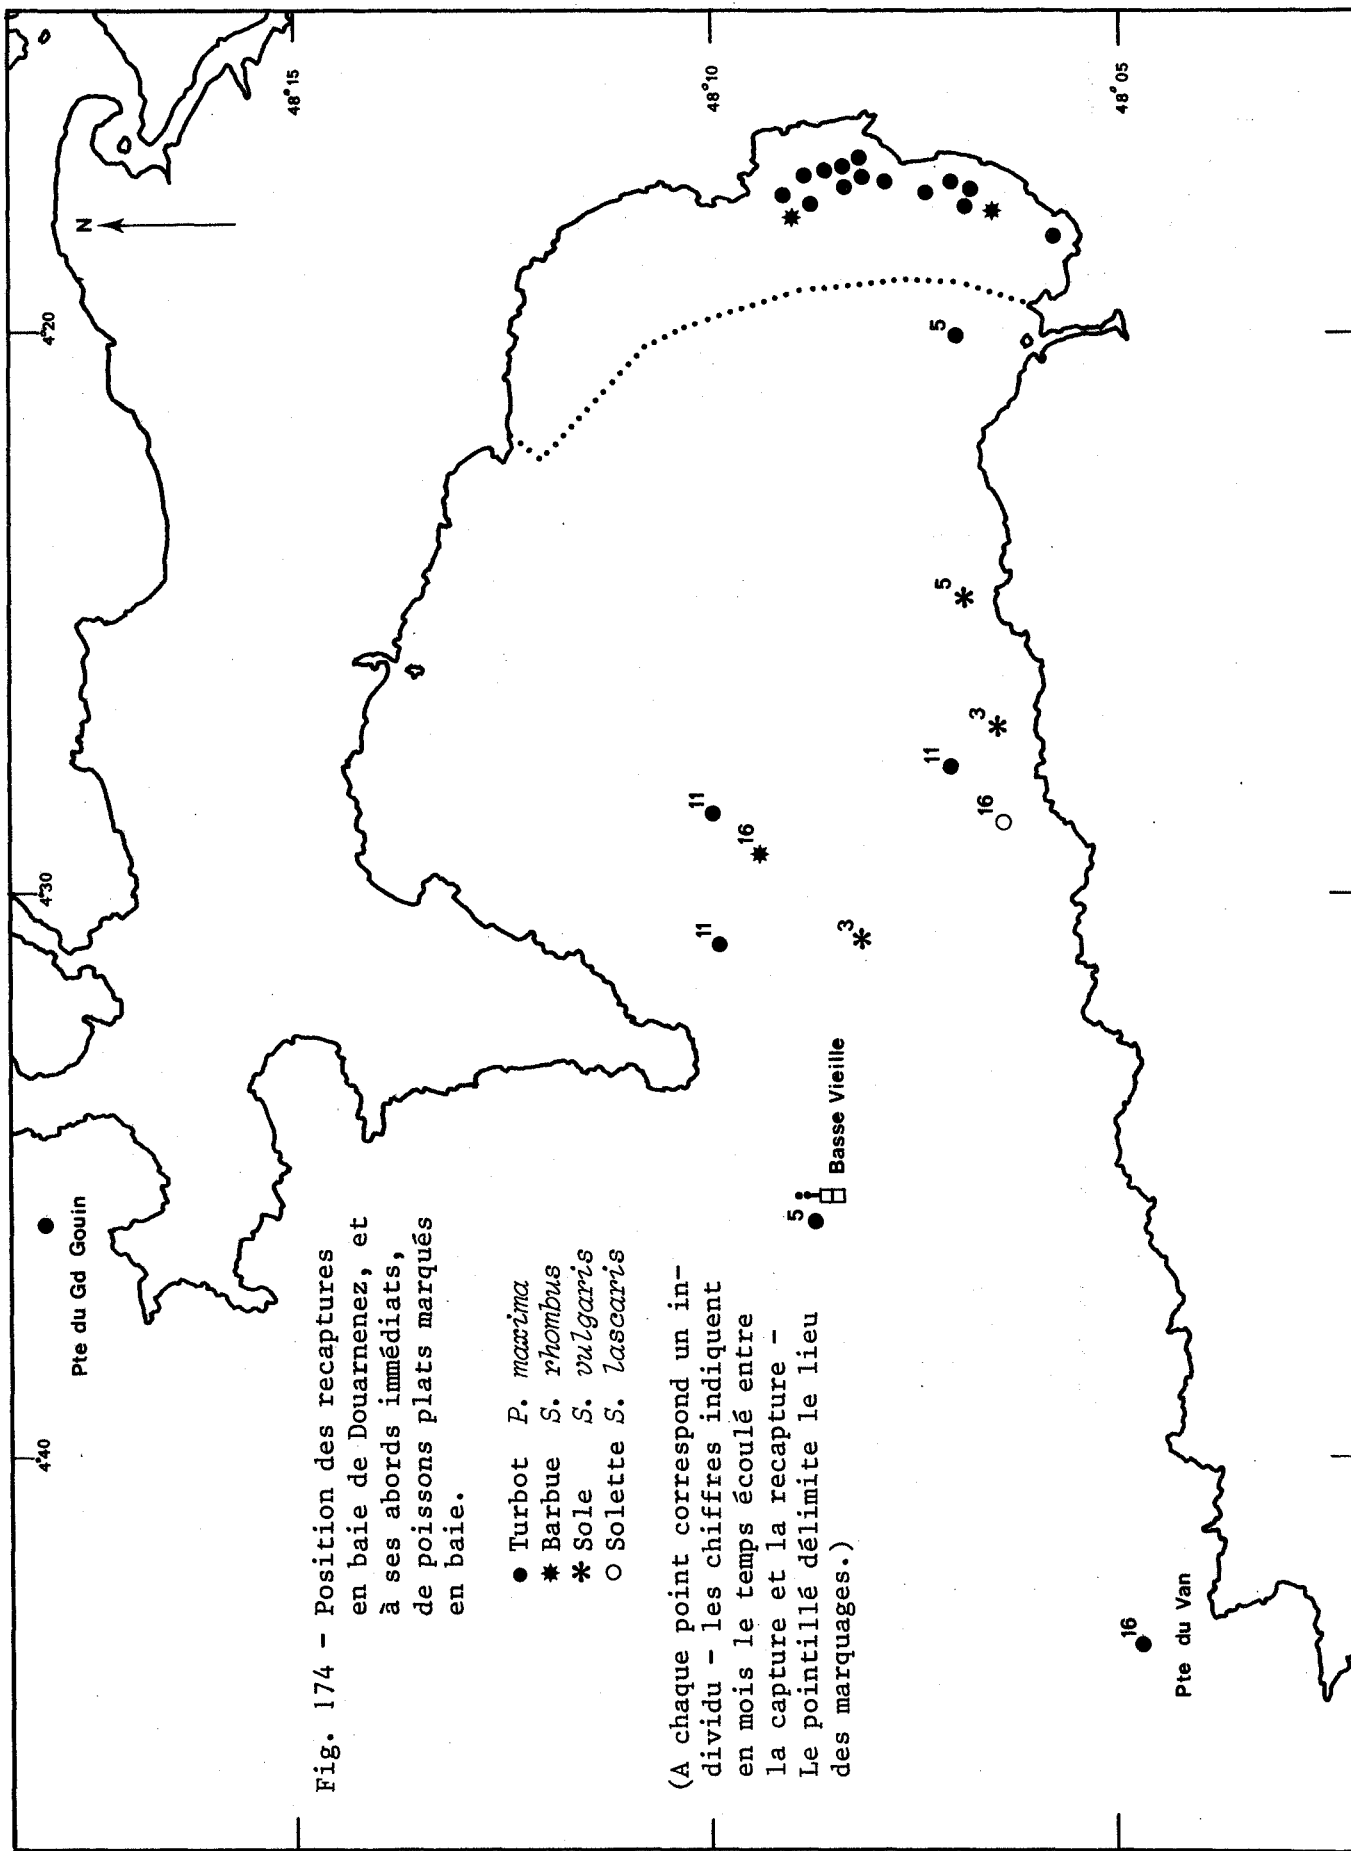 Pte du Gd Gouin
4°40
4°30
4°20
N
48°15
48°10
48°05
Fig. 174 - Position des recaptures
en baie de Douarnenez, et
à ses abords immédiats,
de poissons plats marqués
en baie.
Turbot P. maxima
Barbue S. rhombus
Sole S. vulgaris
Solette S. lascaris
(A chaque point correspond un in-
dividu - les chiffres indiquent
en mois le temps écoulé entre
la capture et la recapture -
Le pointillé délimite le lieu
des marquages.)
11
11
16
3
5
Basse Vieille
11
16
3
5
5
16
Pte du Van